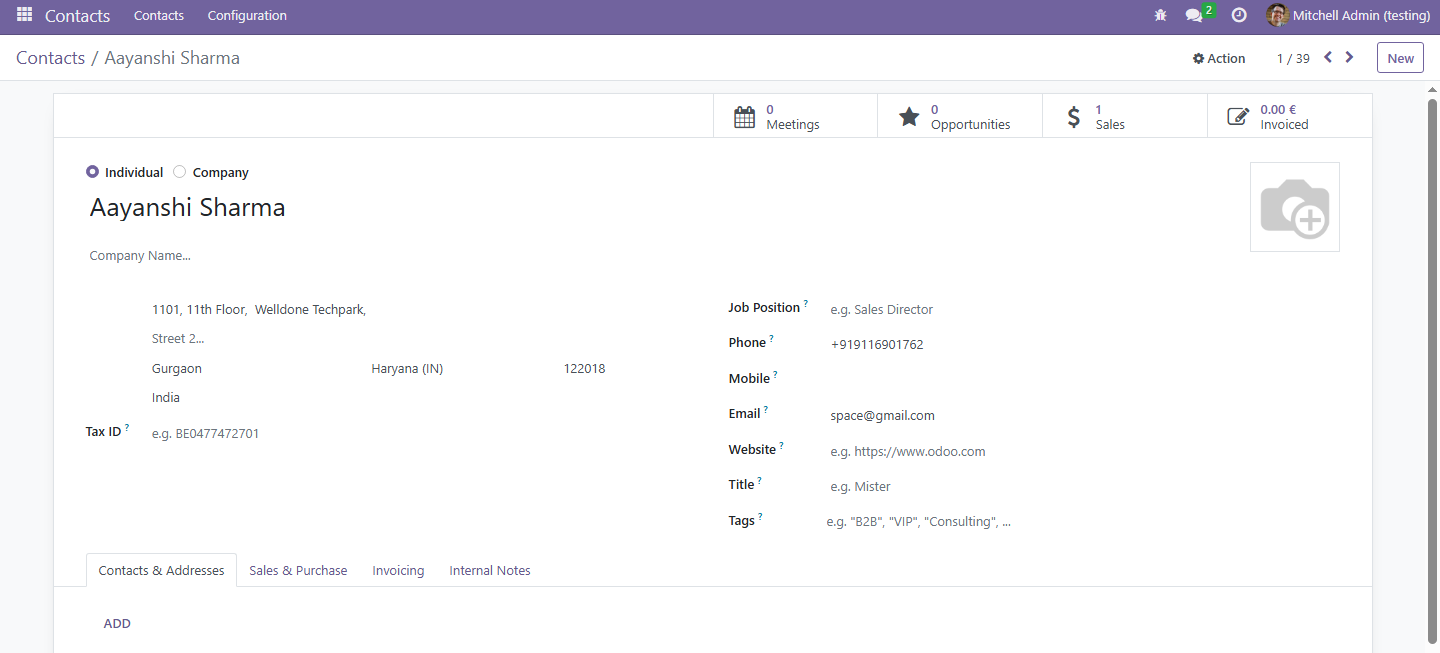 Contacts Contacts Configuration 2 Mitchell Admin (testing)
Contacts / Aayanshi Sharma Action 1 / 39 New
0 Meetings
0 Opportunities
1 Sales
0.00 € Invoiced
Individual Company
Aayanshi Sharma
Company Name...
1101, 11th Floor, Welldone Techpark,
Street 2...
Gurgaon Haryana (IN) 122018
India
Tax ID ? e.g. BE0477472701
Job Position ? e.g. Sales Director
Phone ? +919116901762
Mobile ?
Email ? space@gmail.com
Website ? e.g. https://www.odoo.com
Title ? e.g. Mister
Tags ? e.g. "B2B", "VIP", "Consulting", ...
Contacts & Addresses Sales & Purchase Invoicing Internal Notes
ADD